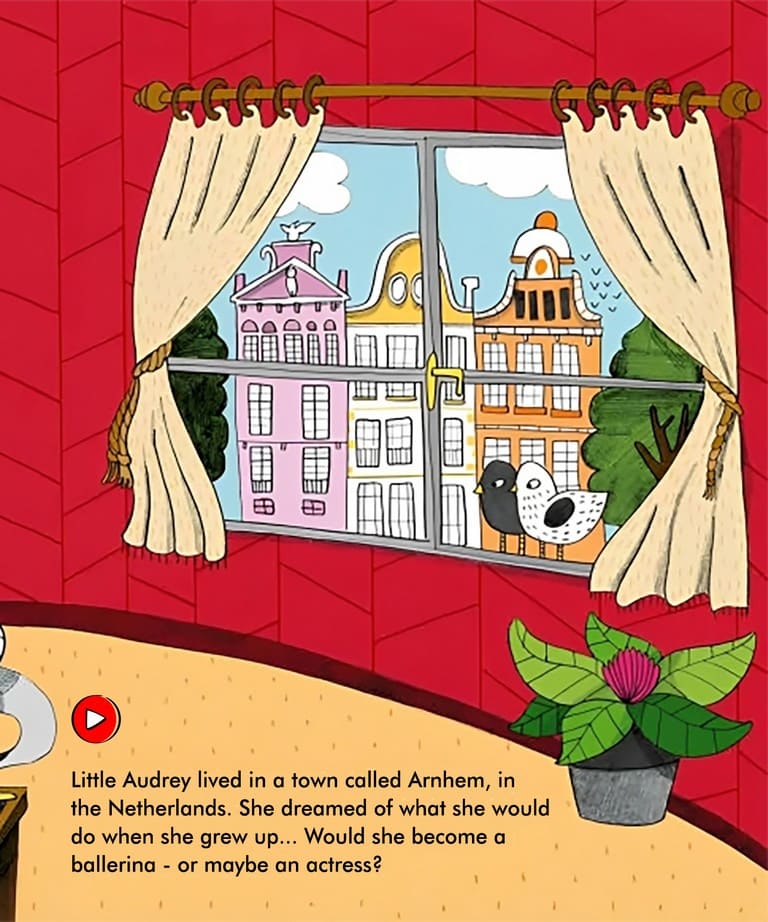 Little Audrey lived in a town called Arnhem, in
the Netherlands. She dreamed of what she would
do when she grew up... Would she become a
ballerina - or maybe an actress?